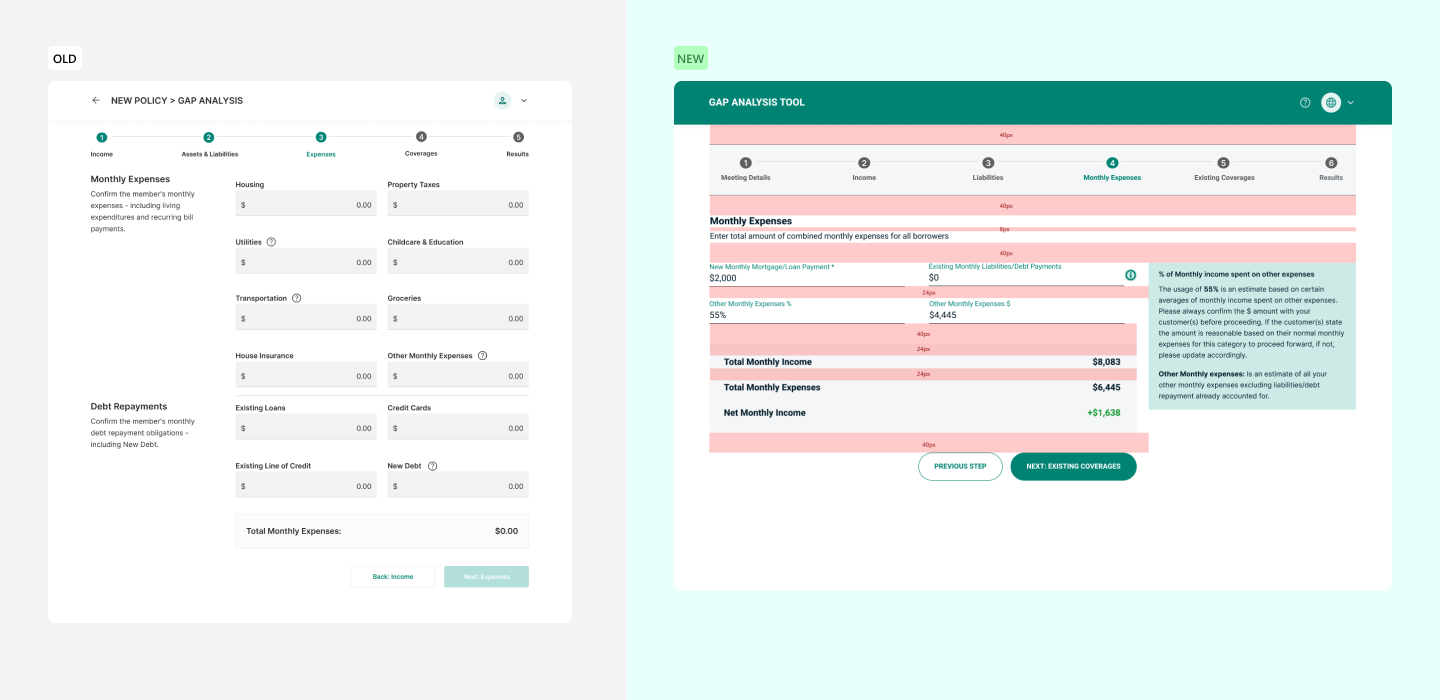 OLD
NEW POLICY > GAP ANALYSIS
1
2
3
4
5
Income
Assets & Liabilities
Expenses
Coverages
Results
Monthly Expenses
Confirm the member's monthly
expenses - including living
expenditures and recurring bill
payments.
Housing
Property Taxes
$ 0.00
$ 0.00
Utilities ?
Childcare & Education
$ 0.00
$ 0.00
Transportation ?
Groceries
$ 0.00
$ 0.00
House Insurance
Other Monthly Expenses ?
$ 0.00
$ 0.00
Debt Repayments
Confirm the member's monthly
debt repayment obligations -
including New Debt.
Existing Loans
Credit Cards
$ 0.00
$ 0.00
Existing Line of Credit
New Debt ?
$ 0.00
$ 0.00
Total Monthly Expenses: $0.00
Back: Income
Next: Expenses
NEW
GAP ANALYSIS TOOL
?
40px
1
2
3
4
5
6
Meeting Details
Income
Liabilities
Monthly Expenses
Existing Coverages
Results
40px
Monthly Expenses
8px
Enter total amount of combined monthly expenses for all borrowers
40px
New Monthly Mortgage/Loan Payment *
$2,000
Existing Monthly Liabilities/Debt Payments
$0
24px
Other Monthly Expenses %
55%
Other Monthly Expenses $
$4,445
40px
24px
Total Monthly Income $8,083
24px
Total Monthly Expenses $6,445
Net Monthly Income +$1,638
40px
PREVIOUS STEP
NEXT: EXISTING COVERAGES
% of Monthly income spent on other expenses
The usage of 55% is an estimate based on certain
averages of monthly income spent on other expenses.
Please always confirm the $ amount with your
customer(s) before proceeding. If the customer(s) state
the amount is reasonable based on their normal monthly
expenses for this category to proceed forward, if not,
please update accordingly.
Other Monthly expenses: Is an estimate of all your
other monthly expenses excluding liabilities/debt
repayment already accounted for.